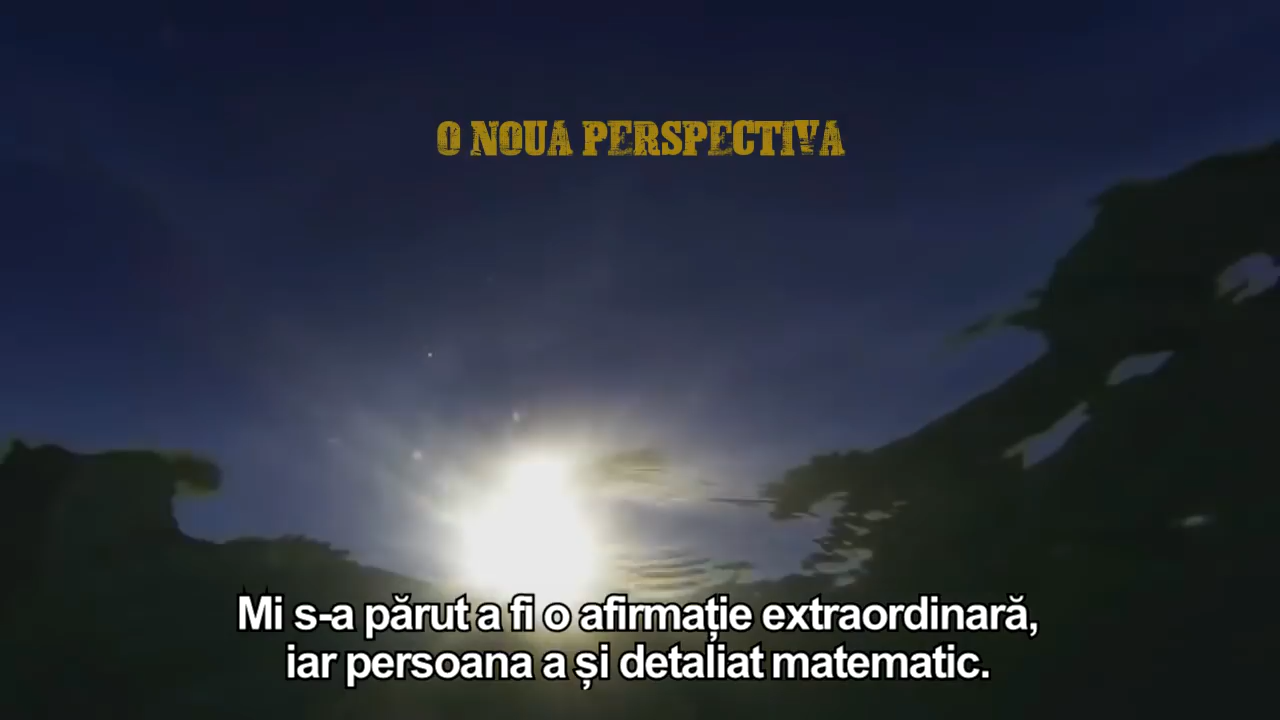 O NOUA PERSPECTIVA
Mi s-a părut a fi o afirmație extraordinară,
iar persoana a și detaliat matematic.